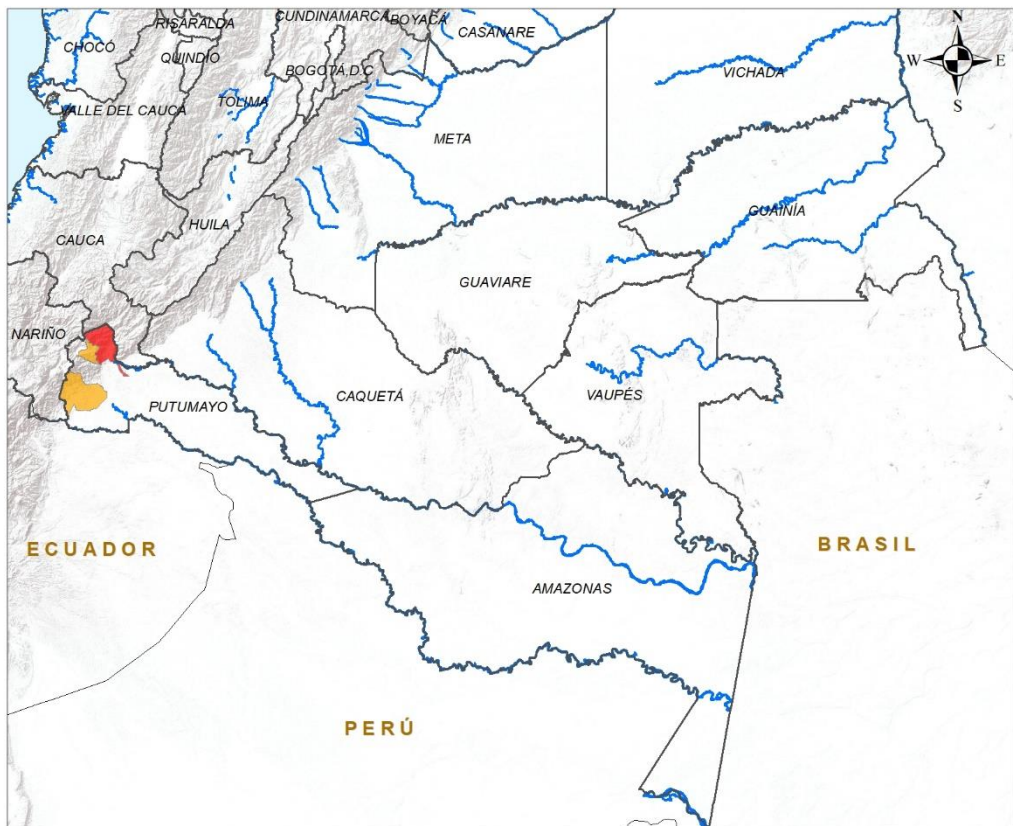 RISARALDA
CUNDINAMARCA
BOYACÁ
CASANARE
CHOCÓ
QUINDÍO
BOGOTÁ,D.C
VICHADA
N
W
E
S
VALLE DEL CAUCA
TOLIMA
META
HUILA
GUAINÍA
CAUCA
GUAVIARE
NARIÑO
PUTUMAYO
CAQUETÁ
VAUPÉS
ECUADOR
BRASIL
AMAZONAS
PERÚ